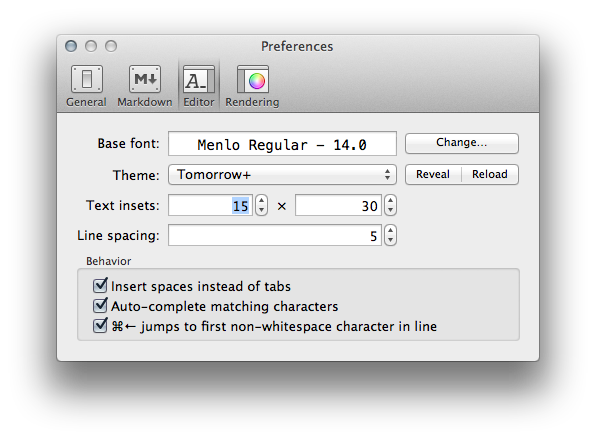 Preferences
General Markdown Editor Rendering
Base font: Menlo Regular – 14.0 Change...
Theme: Tomorrow+ Reveal Reload
Text insets: 15 × 30
Line spacing: 5
Behavior
Insert spaces instead of tabs
Auto-complete matching characters
⌘← jumps to first non-whitespace character in line